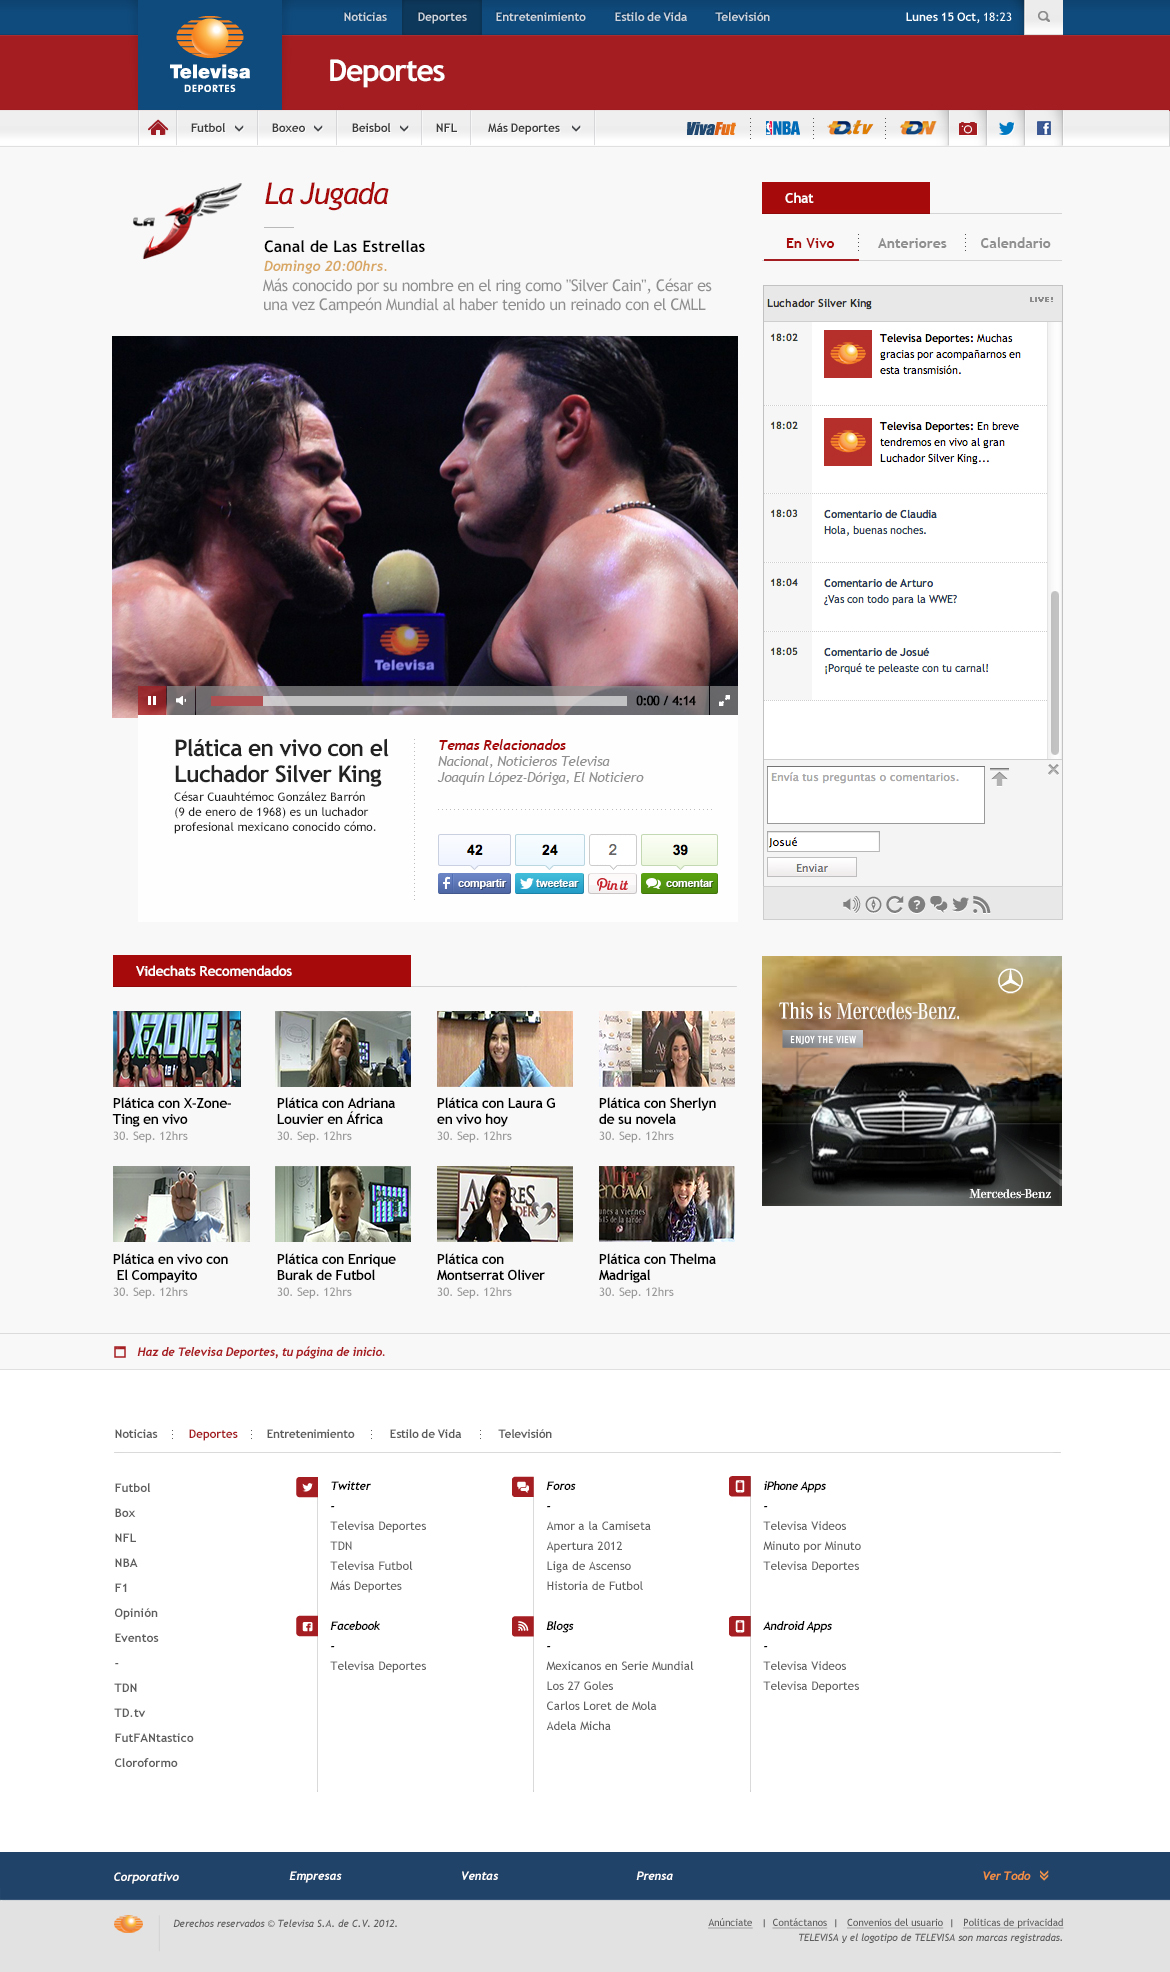 Noticias Deportes Entretenimiento Estilo de Vida Televisión Lunes 15 Oct, 18:23
Televisa
DEPORTES
Deportes
Futbol Boxeo Beisbol NFL Más Deportes VivaFut NBA TD.tv TDN
LA
La Jugada
Canal de Las Estrellas
Domingo 20:00hrs.
Más conocido por su nombre en el ring como "Silver Cain", César es
una vez Campeón Mundial al haber tenido un reinado con el CMLL
Televisa
0:00 / 4:14
Plática en vivo con el
Luchador Silver King
César Cuauhtémoc González Barrón
(9 de enero de 1968) es un luchador
profesional mexicano conocido cómo.
Temas Relacionados
Nacional, Noticieros Televisa
Joaquín López-Dóriga, El Noticiero
42 24 2 39
compartir tweetear Pin it comentar
Chat
En Vivo Anteriores Calendario
Luchador Silver King LIVE!
18:02 Televisa Deportes: Muchas
gracias por acompañarnos en
esta transmisión.
18:02 Televisa Deportes: En breve
tendremos en vivo al gran
Luchador Silver King...
18:03 Comentario de Claudia
Hola, buenas noches.
18:04 Comentario de Arturo
¿Vas con todo para la WWE?
18:05 Comentario de Josué
¡Porqué te peleaste con tu carnal!
Envía tus preguntas o comentarios.
Josué
Enviar
Videchats Recomendados
X-ZONE
Plática con X-Zone-
Ting en vivo
30. Sep. 12hrs
Plática con Adriana
Louvier en África
30. Sep. 12hrs
Plática con Laura G
en vivo hoy
30. Sep. 12hrs
Plática con Sherlyn
de su novela
30. Sep. 12hrs
Plática en vivo con
El Compayito
30. Sep. 12hrs
Plática con Enrique
Burak de Futbol
30. Sep. 12hrs
Plática con
Montserrat Oliver
30. Sep. 12hrs
Plática con Thelma
Madrigal
30. Sep. 12hrs
This is Mercedes-Benz.
ENJOY THE VIEW
Mercedes-Benz
Haz de Televisa Deportes, tu página de inicio.
Noticias Deportes Entretenimiento Estilo de Vida Televisión
Futbol
Box
NFL
NBA
F1
Opinión
Eventos
-
TDN
TD.tv
FutFANtastico
Cloroformo
Twitter
-
Televisa Deportes
TDN
Televisa Futbol
Más Deportes
Facebook
-
Televisa Deportes
Foros
-
Amor a la Camiseta
Apertura 2012
Liga de Ascenso
Historia de Futbol
Blogs
-
Mexicanos en Serie Mundial
Los 27 Goles
Carlos Loret de Mola
Adela Micha
iPhone Apps
-
Televisa Videos
Minuto por Minuto
Televisa Deportes
Android Apps
-
Televisa Videos
Televisa Deportes
Corporativo Empresas Ventas Prensa Ver Todo
Derechos reservados © Televisa S.A. de C.V. 2012.
Anúnciate | Contáctanos | Convenios del usuario | Políticas de privacidad
TELEVISA y el logotipo de TELEVISA son marcas registradas.